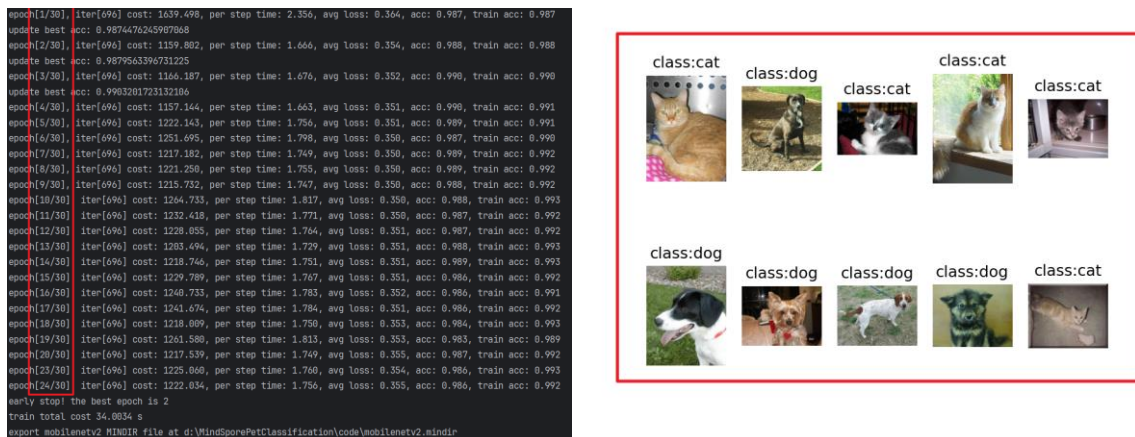 epoch[1/30], iter[696] cost: 1639.498, per step time: 2.356, avg loss: 0.364, acc: 0.987, train acc: 0.987
update best acc: 0.9874476245907068
epoch[2/30], iter[696] cost: 1159.802, per step time: 1.666, avg loss: 0.354, acc: 0.988, train acc: 0.988
update best acc: 0.9879563396731225
epoch[3/30], iter[696] cost: 1166.187, per step time: 1.676, avg loss: 0.352, acc: 0.990, train acc: 0.990
update best acc: 0.9903201723132106
epoch[4/30], iter[696] cost: 1157.144, per step time: 1.663, avg loss: 0.351, acc: 0.990, train acc: 0.991
epoch[5/30], iter[696] cost: 1222.143, per step time: 1.756, avg loss: 0.351, acc: 0.989, train acc: 0.991
epoch[6/30], iter[696] cost: 1251.695, per step time: 1.798, avg loss: 0.350, acc: 0.987, train acc: 0.990
epoch[7/30], iter[696] cost: 1217.182, per step time: 1.749, avg loss: 0.350, acc: 0.989, train acc: 0.992
epoch[8/30], iter[696] cost: 1221.250, per step time: 1.755, avg loss: 0.350, acc: 0.989, train acc: 0.992
epoch[9/30], iter[696] cost: 1215.732, per step time: 1.747, avg loss: 0.350, acc: 0.988, train acc: 0.992
epoch[10/30] iter[696] cost: 1264.733, per step time: 1.817, avg loss: 0.350, acc: 0.988, train acc: 0.993
epoch[11/30] iter[696] cost: 1232.418, per step time: 1.771, avg loss: 0.350, acc: 0.987, train acc: 0.992
epoch[12/30] iter[696] cost: 1228.055, per step time: 1.764, avg loss: 0.351, acc: 0.987, train acc: 0.992
epoch[13/30] iter[696] cost: 1203.494, per step time: 1.729, avg loss: 0.351, acc: 0.988, train acc: 0.993
epoch[14/30] iter[696] cost: 1218.746, per step time: 1.751, avg loss: 0.351, acc: 0.989, train acc: 0.993
epoch[15/30] iter[696] cost: 1229.789, per step time: 1.767, avg loss: 0.351, acc: 0.986, train acc: 0.992
epoch[16/30] iter[696] cost: 1240.733, per step time: 1.783, avg loss: 0.352, acc: 0.986, train acc: 0.991
epoch[17/30] iter[696] cost: 1241.674, per step time: 1.784, avg loss: 0.351, acc: 0.986, train acc: 0.992
epoch[18/30] iter[696] cost: 1218.009, per step time: 1.750, avg loss: 0.353, acc: 0.984, train acc: 0.993
epoch[19/30] iter[696] cost: 1261.580, per step time: 1.813, avg loss: 0.353, acc: 0.983, train acc: 0.989
epoch[20/30] iter[696] cost: 1217.539, per step time: 1.749, avg loss: 0.355, acc: 0.987, train acc: 0.992
epoch[23/30] iter[696] cost: 1225.060, per step time: 1.760, avg loss: 0.354, acc: 0.986, train acc: 0.993
epoch[24/30] iter[696] cost: 1222.034, per step time: 1.756, avg loss: 0.355, acc: 0.986, train acc: 0.992
early stop! the best epoch is 2
train total cost 34.0034 s
export mobilenetv2 MINDIR file at d:\MindSporePetClassification\code\mobilenetv2.mindir
class:cat
class:dog
class:cat
class:cat
class:cat
class:dog
class:dog
class:dog
class:dog
class:cat